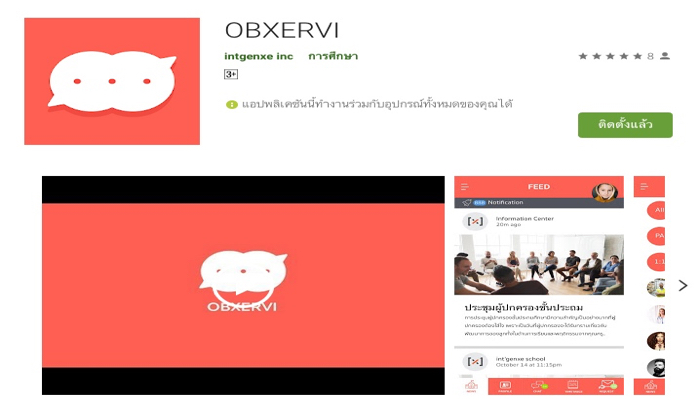 OBXERVI
intgenxe inc การศึกษา
8
3+
แอปพลิเคชันนี้ทำงานร่วมกับอุปกรณ์ทั้งหมดของคุณได้
ติดตั้งแล้ว
OBXERVI
FEED
Notification
Information Center
20m ago
ประชุมผู้ปกครองชั้นประถม
int'genxe school
October 14 at 11:15pm
All
PA
1:1